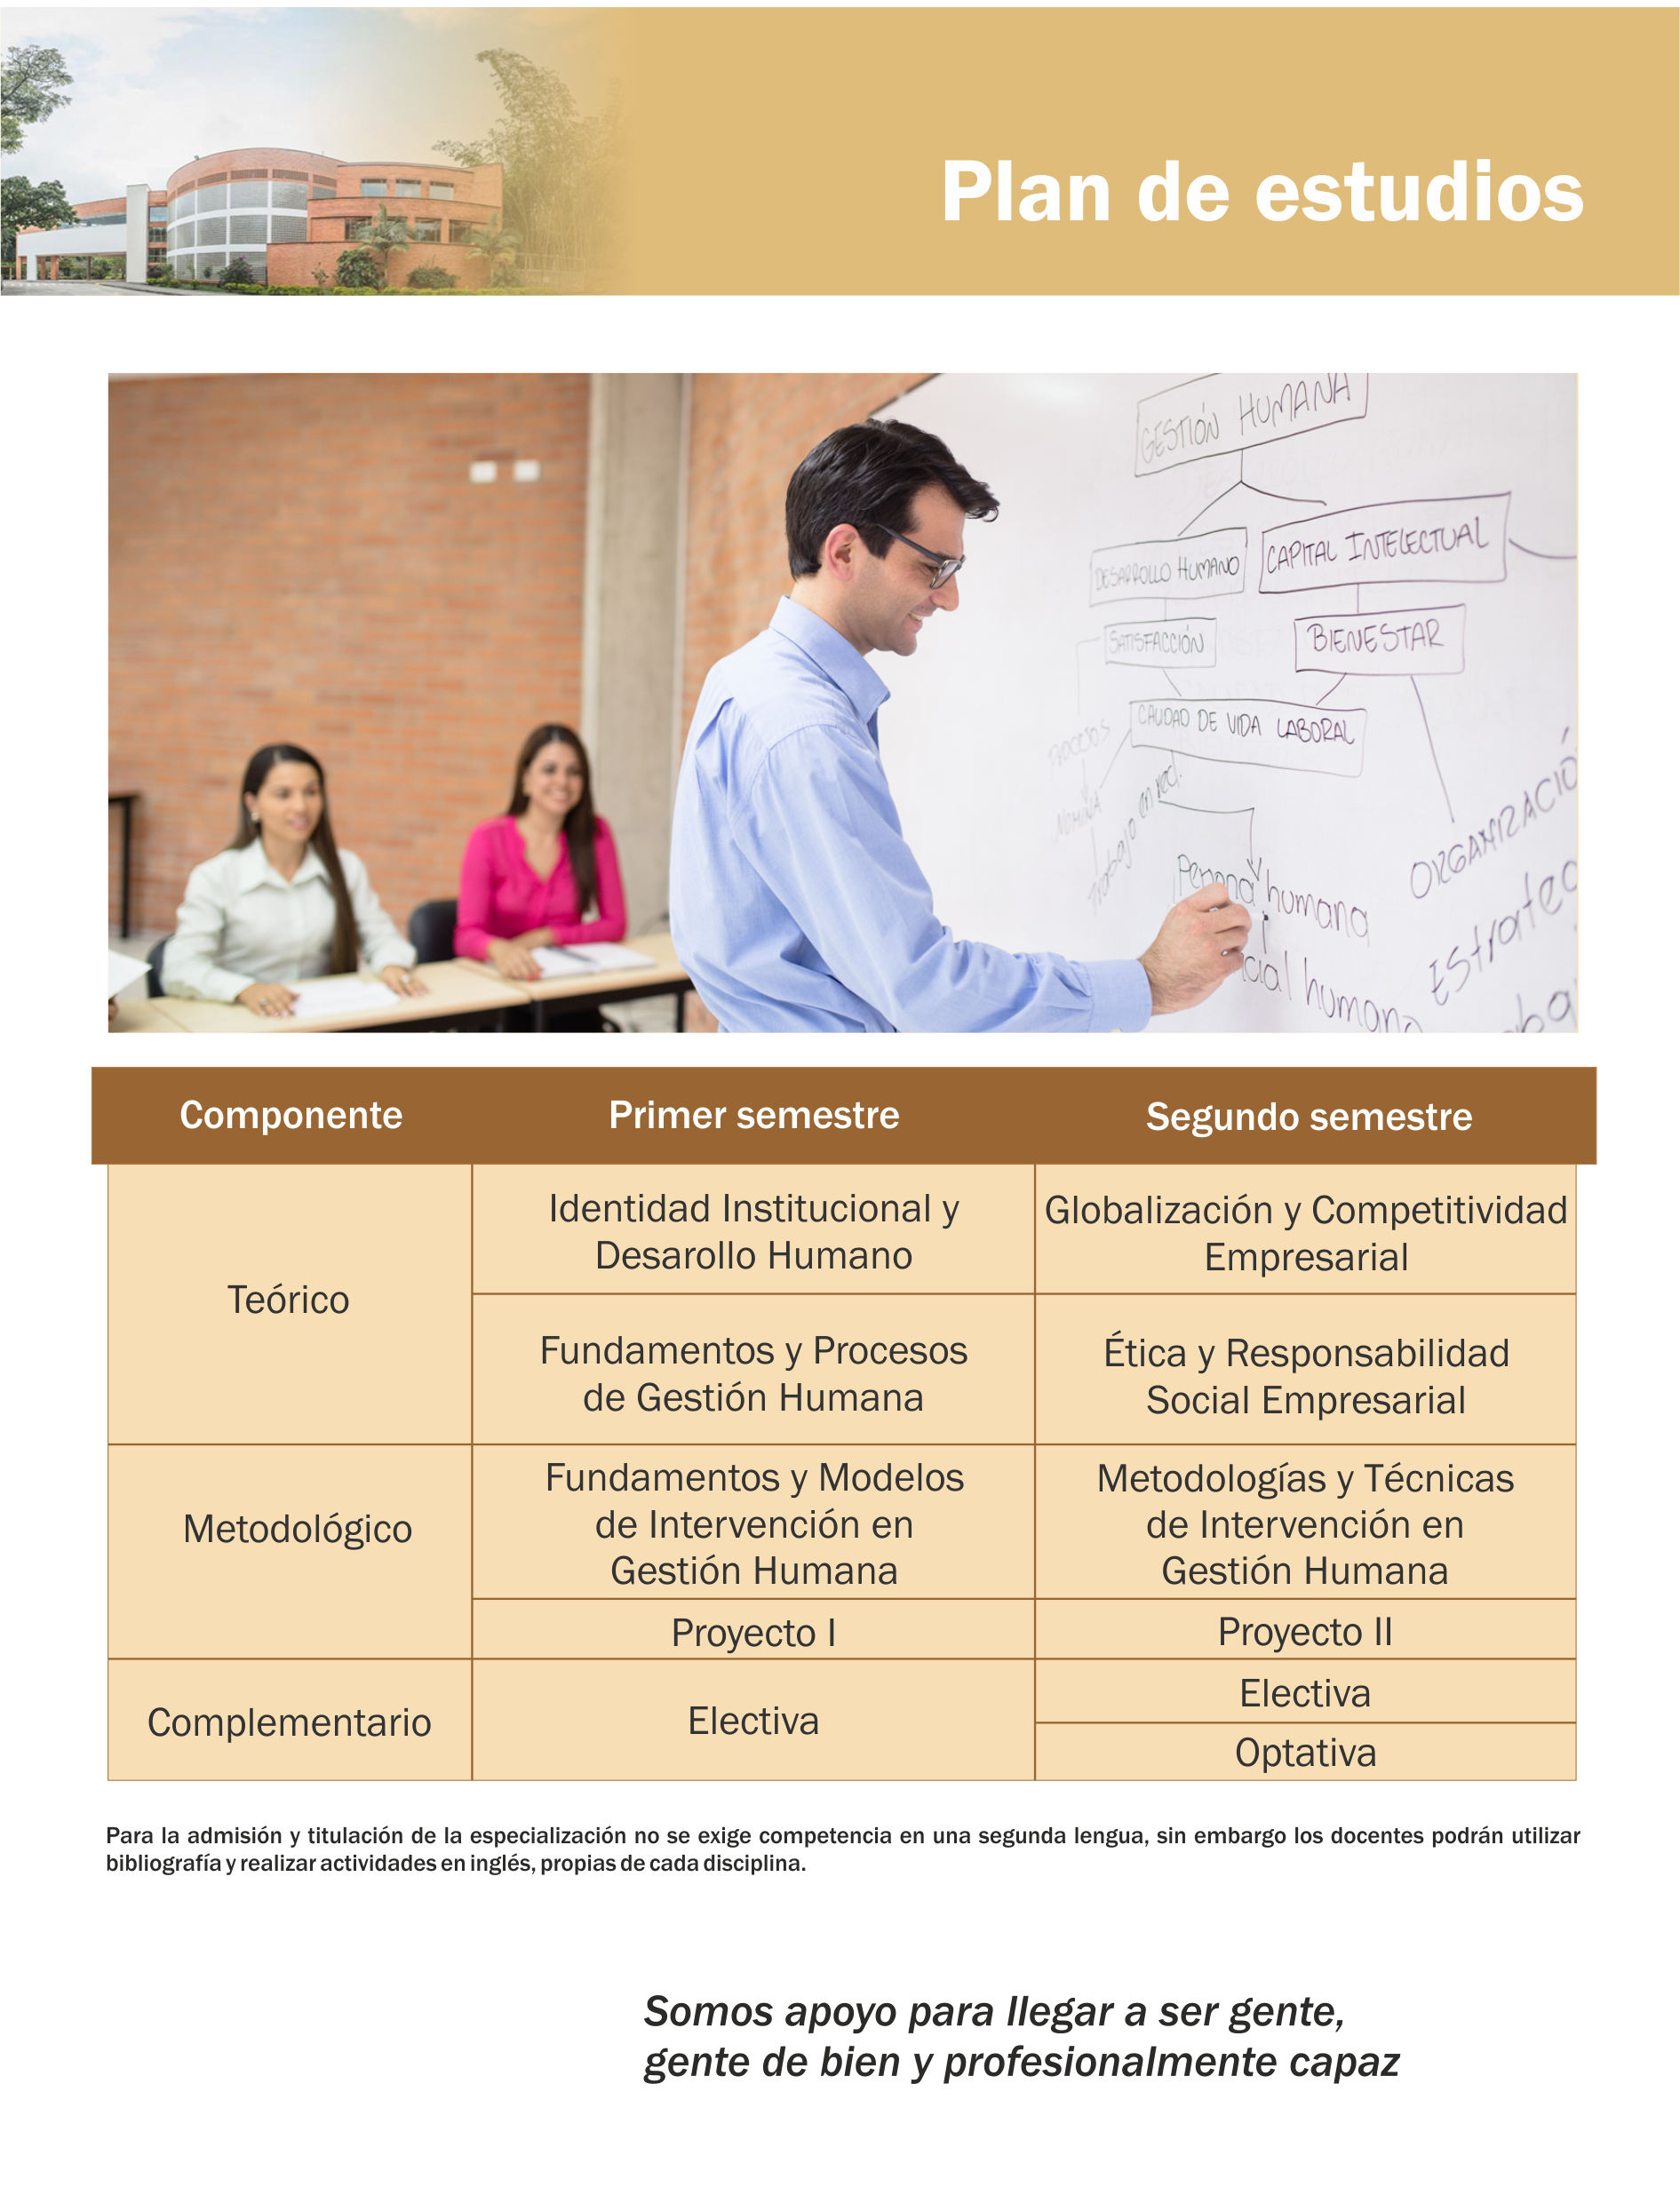 Plan de estudios
GESTIÓN HUMANA
DESARROLLO HUMANO
CAPITAL INTELECTUAL
SATISFACCIÓN
BIENESTAR
CALIDAD DE VIDA LABORAL
PROCESOS
NOMINA
Trabajo en red.
Persona humana
ORGANIZACIÓ
Estrateg
cial humano
Componente
Primer semestre
Segundo semestre
Teórico
Identidad Institucional y
Desarollo Humano
Globalización y Competitividad
Empresarial
Fundamentos y Procesos
de Gestión Humana
Ética y Responsabilidad
Social Empresarial
Metodológico
Fundamentos y Modelos
de Intervención en
Gestión Humana
Metodologías y Técnicas
de Intervención en
Gestión Humana
Proyecto I
Proyecto II
Complementario
Electiva
Electiva
Optativa
Para la admisión y titulación de la especialización no se exige competencia en una segunda lengua, sin embargo los docentes podrán utilizar
bibliografía y realizar actividades en inglés, propias de cada disciplina.
Somos apoyo para llegar a ser gente,
gente de bien y profesionalmente capaz